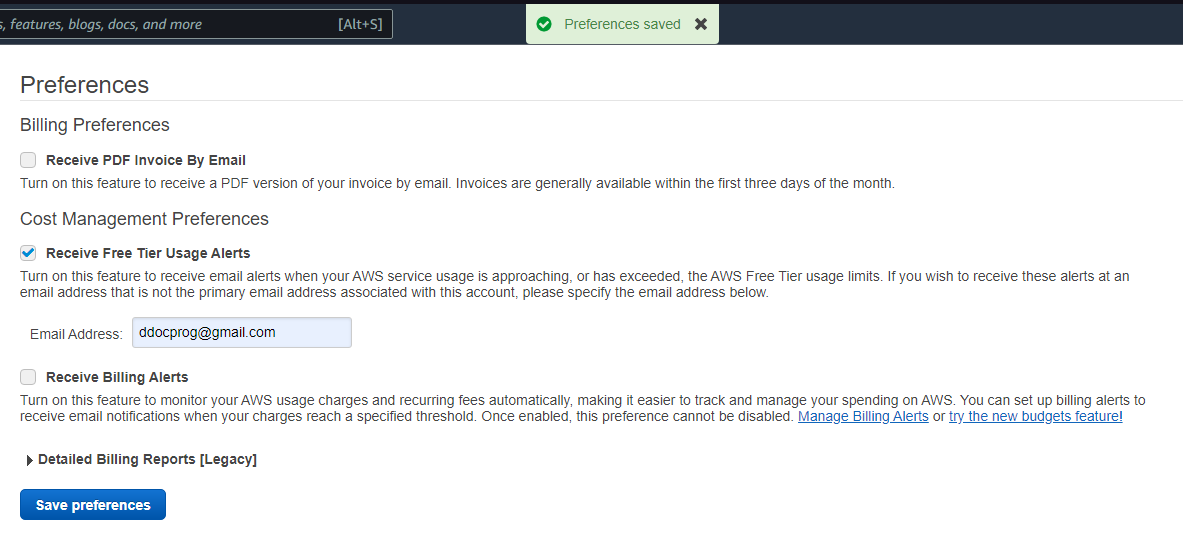 s, features, blogs, docs, and more [Alt+S]
Preferences saved
Preferences
Billing Preferences
Receive PDF Invoice By Email
Turn on this feature to receive a PDF version of your invoice by email. Invoices are generally available within the first three days of the month.
Cost Management Preferences
Receive Free Tier Usage Alerts
Turn on this feature to receive email alerts when your AWS service usage is approaching, or has exceeded, the AWS Free Tier usage limits. If you wish to receive these alerts at an
email address that is not the primary email address associated with this account, please specify the email address below.
Email Address: ddocprog@gmail.com
Receive Billing Alerts
Turn on this feature to monitor your AWS usage charges and recurring fees automatically, making it easier to track and manage your spending on AWS. You can set up billing alerts to
receive email notifications when your charges reach a specified threshold. Once enabled, this preference cannot be disabled. Manage Billing Alerts or try the new budgets feature!
Detailed Billing Reports [Legacy]
Save preferences